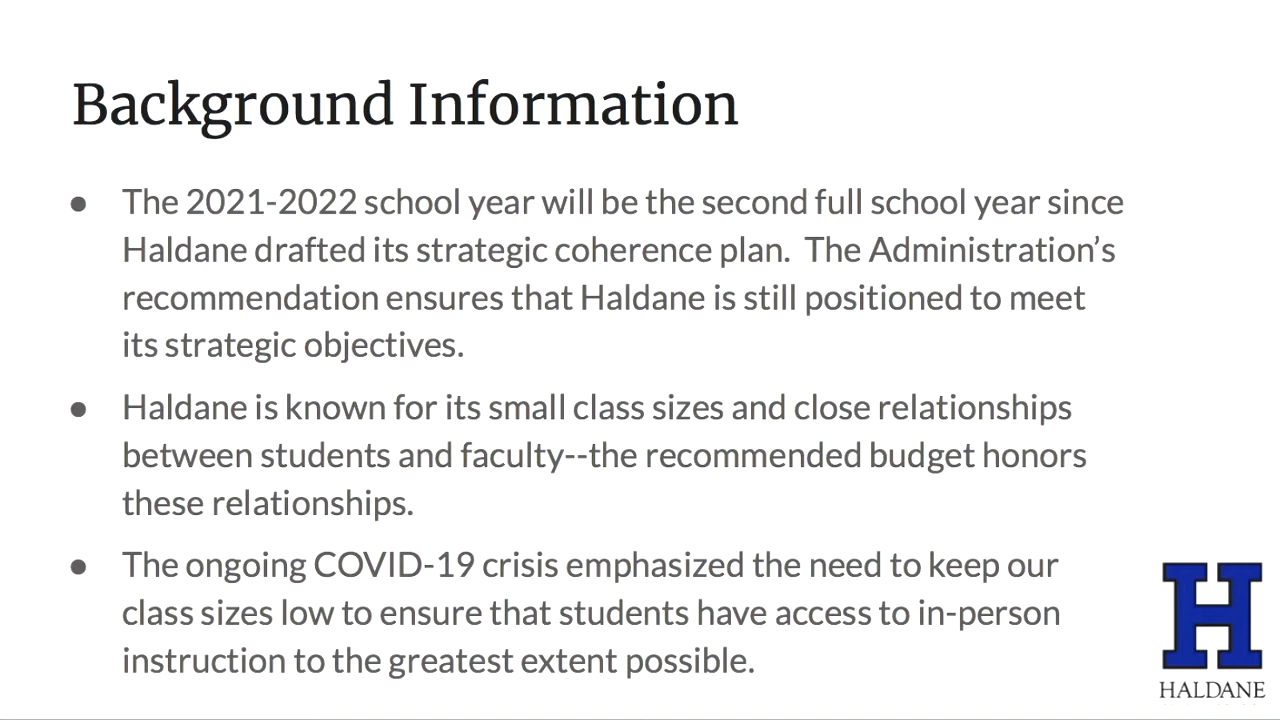 Background Information
● The 2021-2022 school year will be the second full school year since
Haldane drafted its strategic coherence plan.  The Administration’s
recommendation ensures that Haldane is still positioned to meet
its strategic objectives.
● Haldane is known for its small class sizes and close relationships
between students and faculty--the recommended budget honors
these relationships.
● The ongoing COVID-19 crisis emphasized the need to keep our
class sizes low to ensure that students have access to in-person
instruction to the greatest extent possible.
H
HALDANE